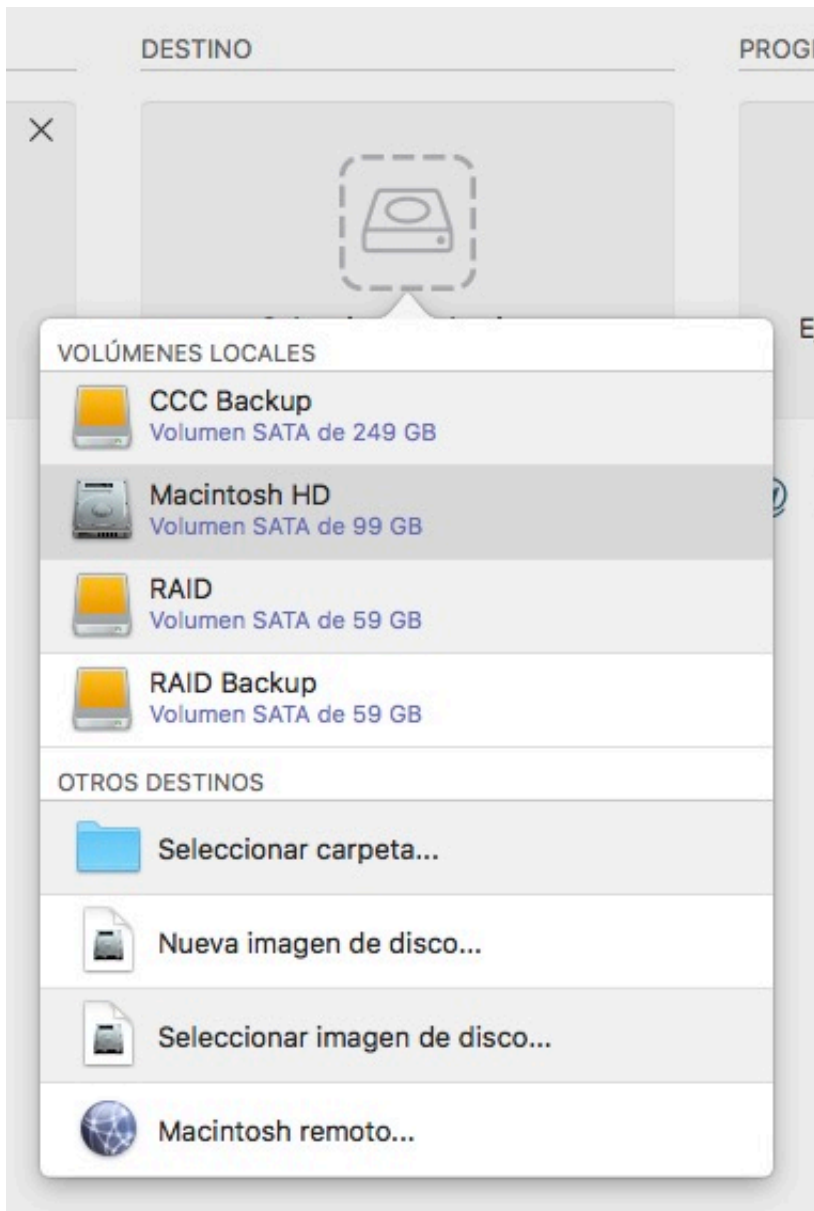 DESTINO
VOLÚMENES LOCALES
CCC Backup
Volumen SATA de 249 GB
Macintosh HD
Volumen SATA de 99 GB
RAID
Volumen SATA de 59 GB
RAID Backup
Volumen SATA de 59 GB
OTROS DESTINOS
Seleccionar carpeta...
Nueva imagen de disco...
Seleccionar imagen de disco...
Macintosh remoto...